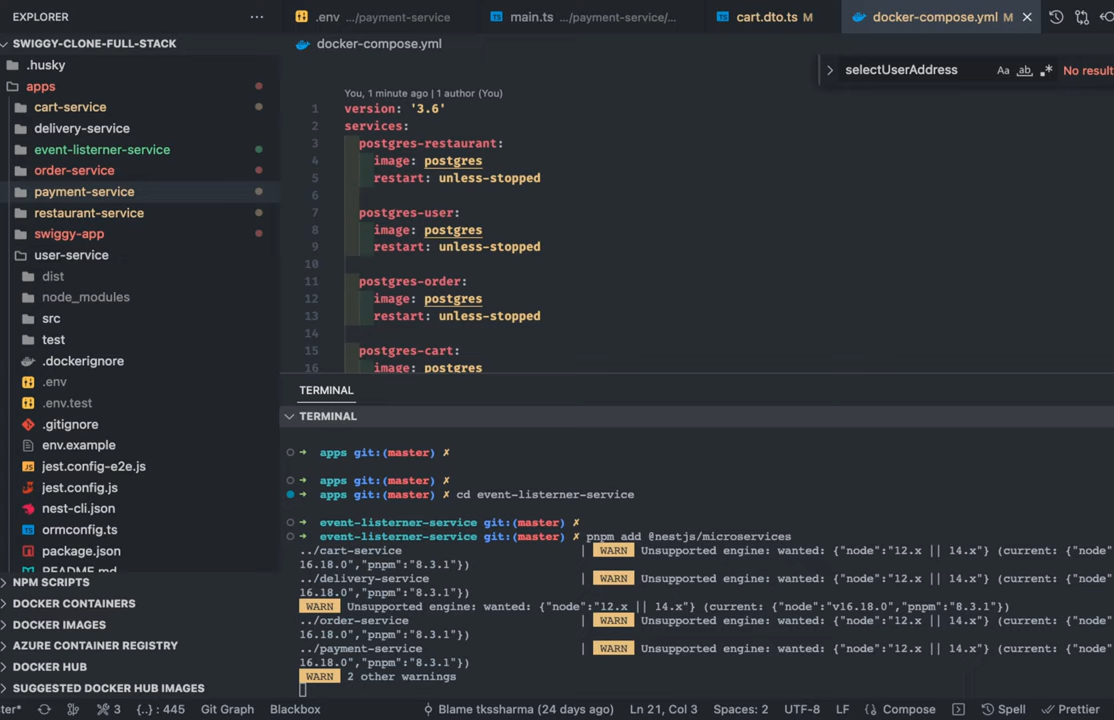 EXPLORER
.env .../payment-service
main.ts .../payment-service/...
cart.dto.ts M
docker-compose.yml M
SWIGGY-CLONE-FULL-STACK
docker-compose.yml
.husky
apps
selectUserAddress
Aa
ab
No result
cart-service
delivery-service
event-listerner-service
order-service
payment-service
restaurant-service
swiggy-app
user-service
dist
node_modules
src
test
.dockerignore
.env
.env.test
.gitignore
env.example
jest.config-e2e.js
jest.config.js
nest-cli.json
ormconfig.ts
package.json
README.md
NPM SCRIPTS
DOCKER CONTAINERS
DOCKER IMAGES
AZURE CONTAINER REGISTRY
DOCKER HUB
SUGGESTED DOCKER HUB IMAGES
You, 1 minute ago | 1 author (You)
1 version: '3.6'
2 services:
3 postgres-restaurant:
4 image: postgres
5 restart: unless-stopped
6
7 postgres-user:
8 image: postgres
9 restart: unless-stopped
10
11 postgres-order:
12 image: postgres
13 restart: unless-stopped
14
15 postgres-cart:
16 image: postgres
TERMINAL
TERMINAL
➜ apps git:(master) ✗
➜ apps git:(master) ✗
➜ apps git:(master) ✗ cd event-listerner-service
➜ event-listerner-service git:(master) ✗
➜ event-listerner-service git:(master) ✗ pnpm add @nestjs/microservices
../cart-service | WARN Unsupported engine: wanted: {"node":"12.x || 14.x"} (current: {"node"
16.18.0","pnpm":"8.3.1"})
../delivery-service | WARN Unsupported engine: wanted: {"node":"12.x || 14.x"} (current: {"node"
16.18.0","pnpm":"8.3.1"})
WARN Unsupported engine: wanted: {"node":"12.x || 14.x"} (current: {"node":"v16.18.0","pnpm":"8.3.1"})
../order-service | WARN Unsupported engine: wanted: {"node":"12.x || 14.x"} (current: {"node"
16.18.0","pnpm":"8.3.1"})
../payment-service | WARN Unsupported engine: wanted: {"node":"12.x || 14.x"} (current: {"node"
16.18.0","pnpm":"8.3.1"})
WARN 2 other warnings
ter* 3 {..} : 445 Git Graph Blackbox Blame tkssharma (24 days ago) Ln 21, Col 3 Spaces: 2 UTF-8 LF Compose Spell Prettier